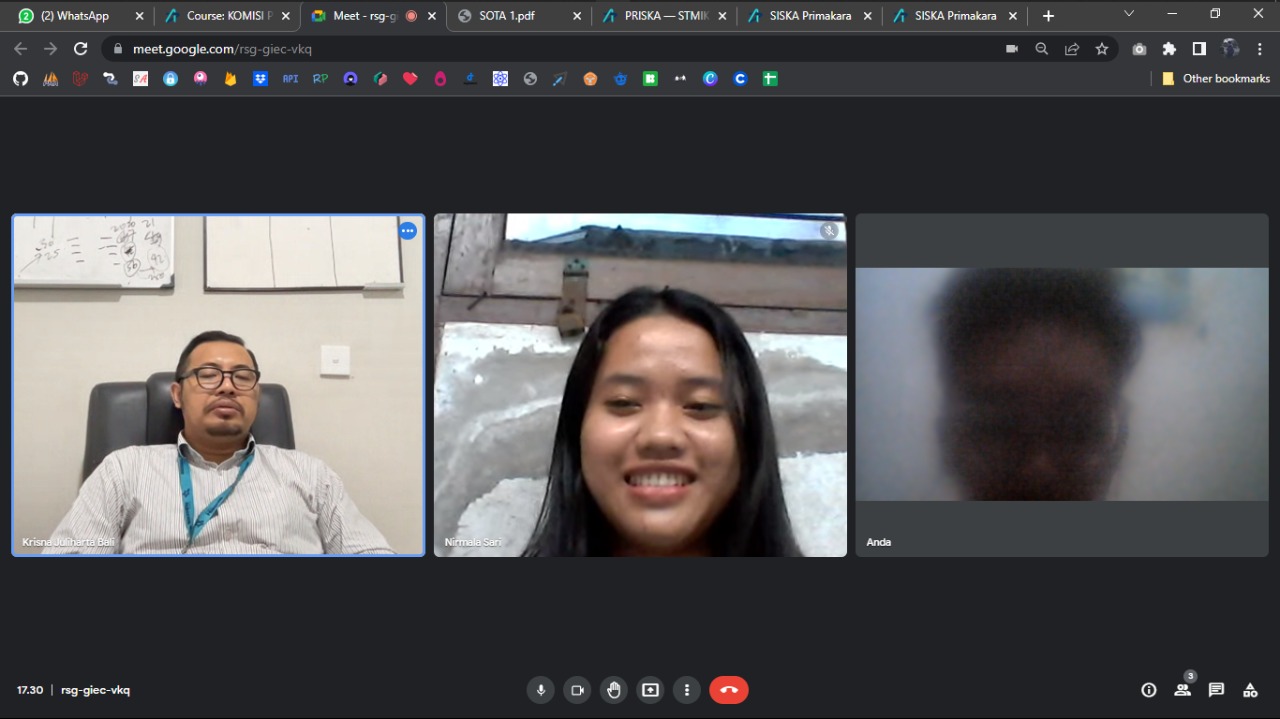 (2) WhatsApp
Course: KOMISI P
Meet - rsg-g
SOTA 1.pdf
PRISKA — STMIK
SISKA Primakara
SISKA Primakara
meet.google.com/rsg-giec-vkq
API
RP
Other bookmarks
Krisna Juliharta Bali
Nirmala Sari
Anda
17.30 | rsg-giec-vkq
3